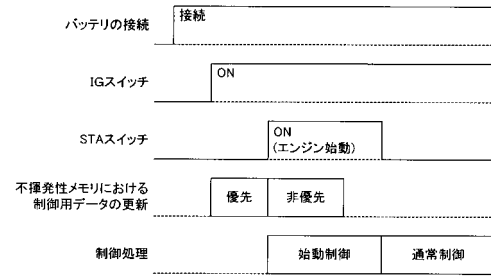 バッテリの接続
接続
IGスイッチ
ON
STAスイッチ
ON
(エンジン始動)
不揮発性メモリにおける
制御用データの更新
優先
非優先
制御処理
始動制御
通常制御